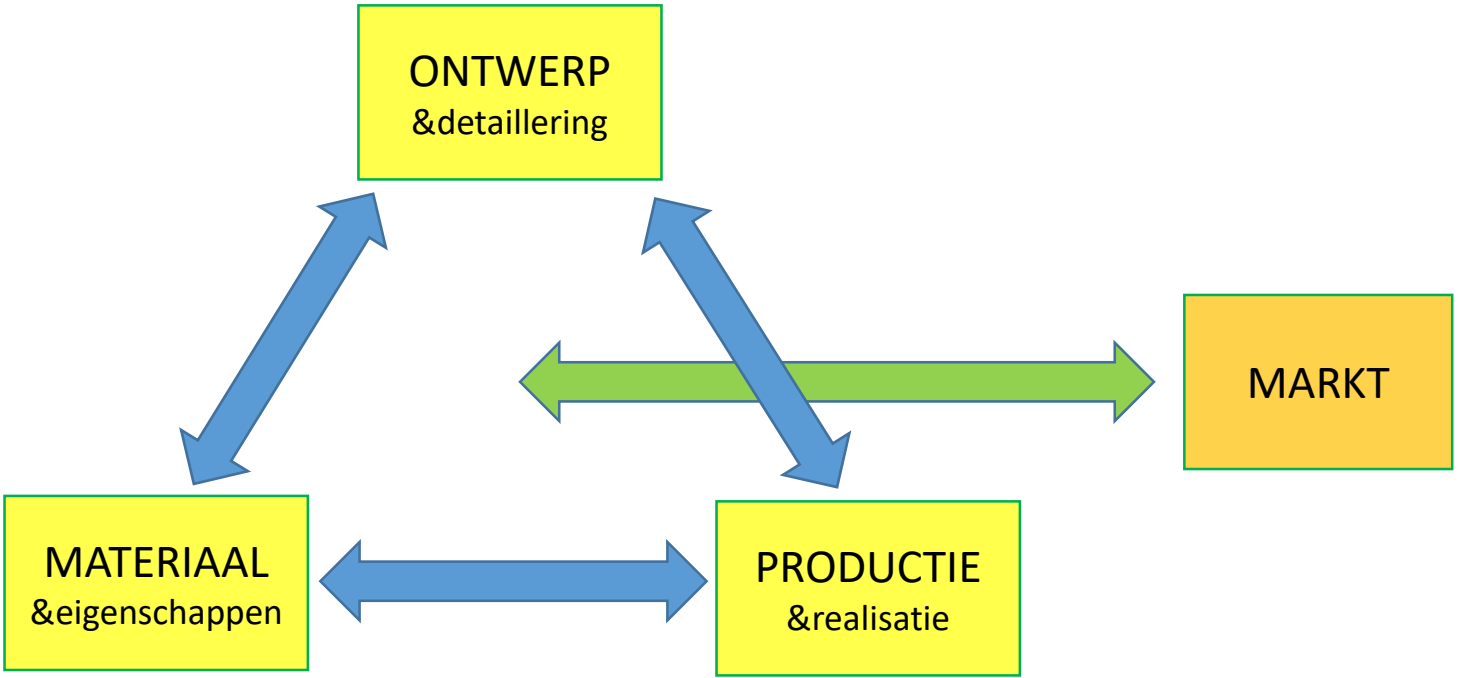 ONTWERP
&detaillering
MARKT
MATERIAAL
&eigenschappen
PRODUCTIE
&realisatie